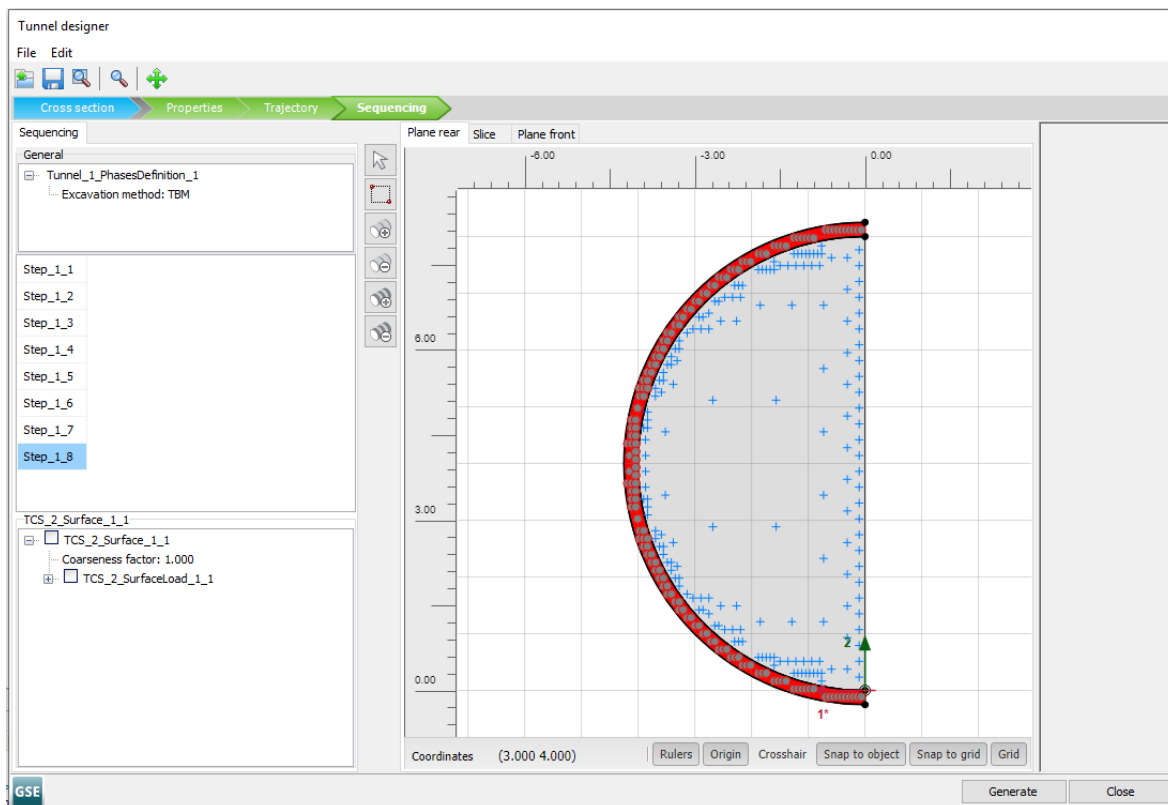 Tunnel designer
File Edit
Cross section Properties Trajectory Sequencing
Sequencing
General
Tunnel_1_PhasesDefinition_1
Excavation method: TBM
Step_1_1
Step_1_2
Step_1_3
Step_1_4
Step_1_5
Step_1_6
Step_1_7
Step_1_8
TCS_2_Surface_1_1
TCS_2_Surface_1_1
Coarseness factor: 1.000
TCS_2_SurfaceLoad_1_1
Plane rear Slice Plane front
-6.00 -3.00 0.00
6.00
3.00
2
0.00
1*
Coordinates (3.000 4.000) Rulers Origin Crosshair Snap to object Snap to grid Grid
GSE Generate Close